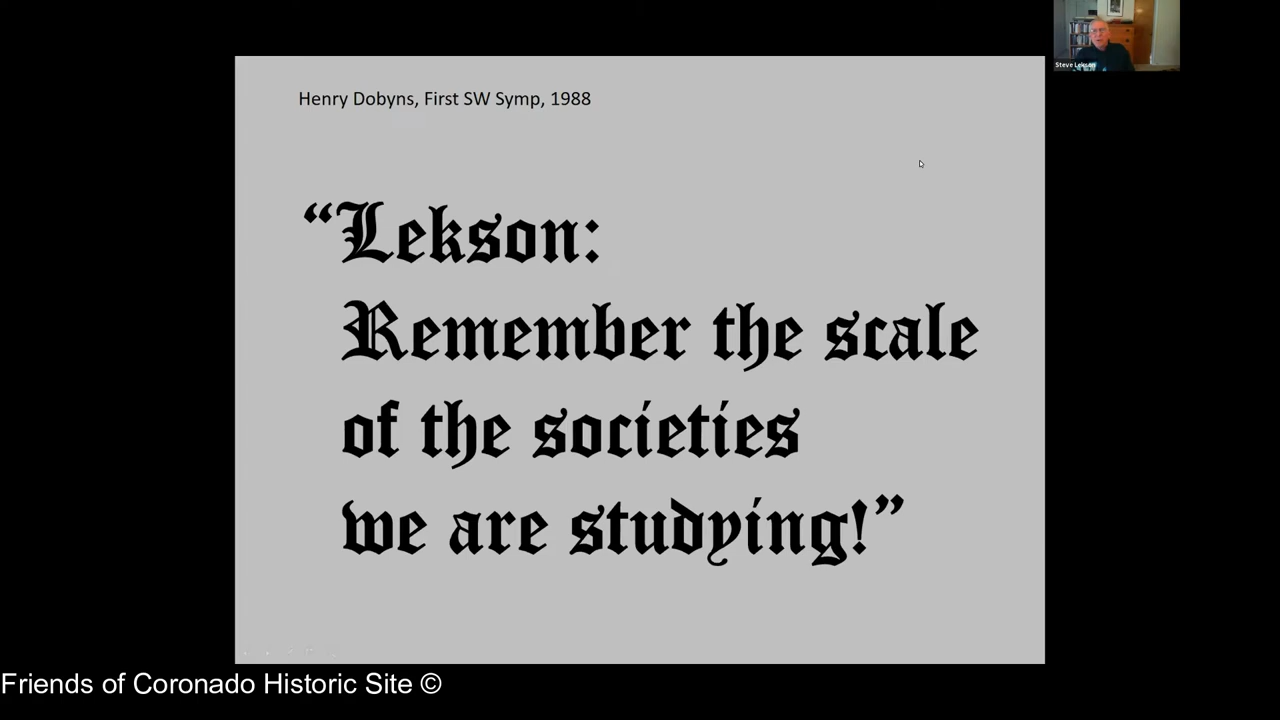 Steve Lekson
Henry Dobyns, First SW Symp, 1988
“Lekson:
Remember the scale
of the societies
we are studying!”
Friends of Coronado Historic Site ©